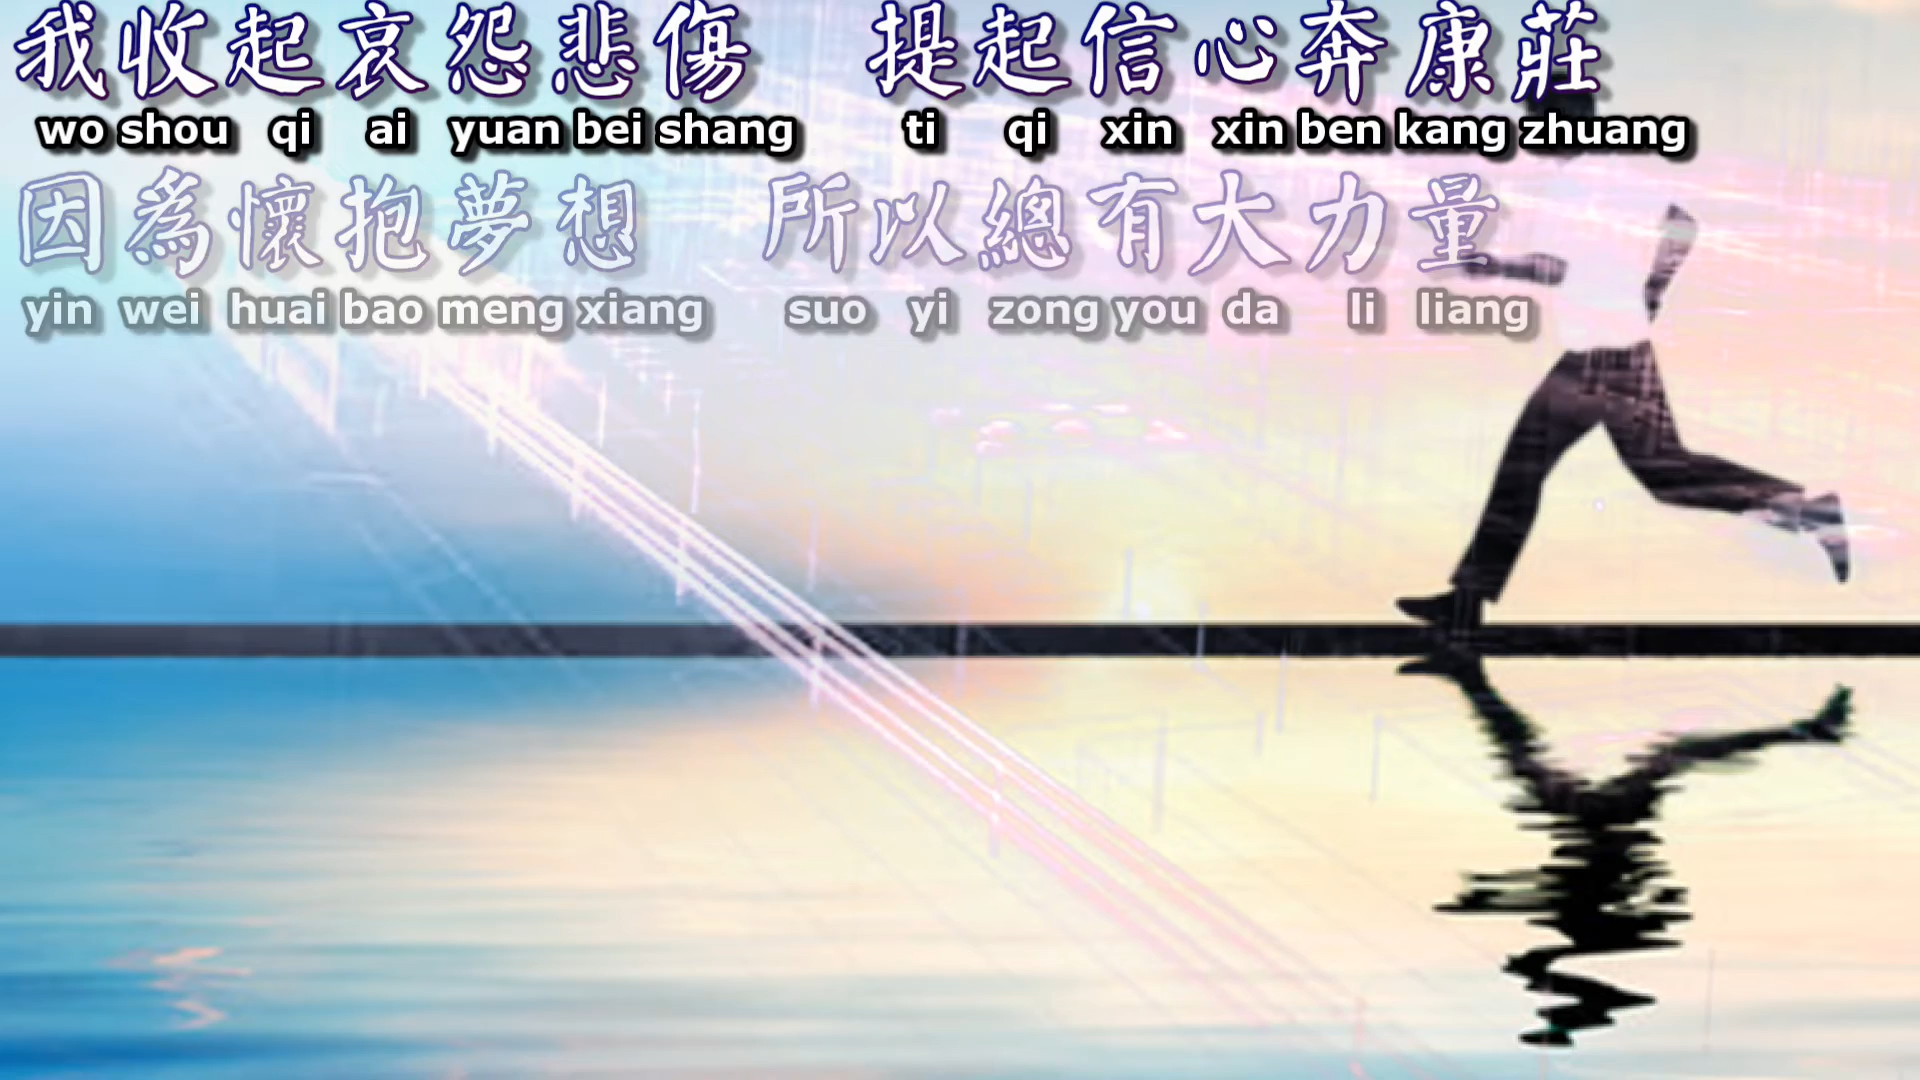 我收起哀怨悲傷 提起信心奔康莊
wo shou qi ai yuan bei shang ti qi xin xin ben kang zhuang
因為懷抱夢想 所以總有大力量
yin wei huai bao meng xiang suo yi zong you da li liang